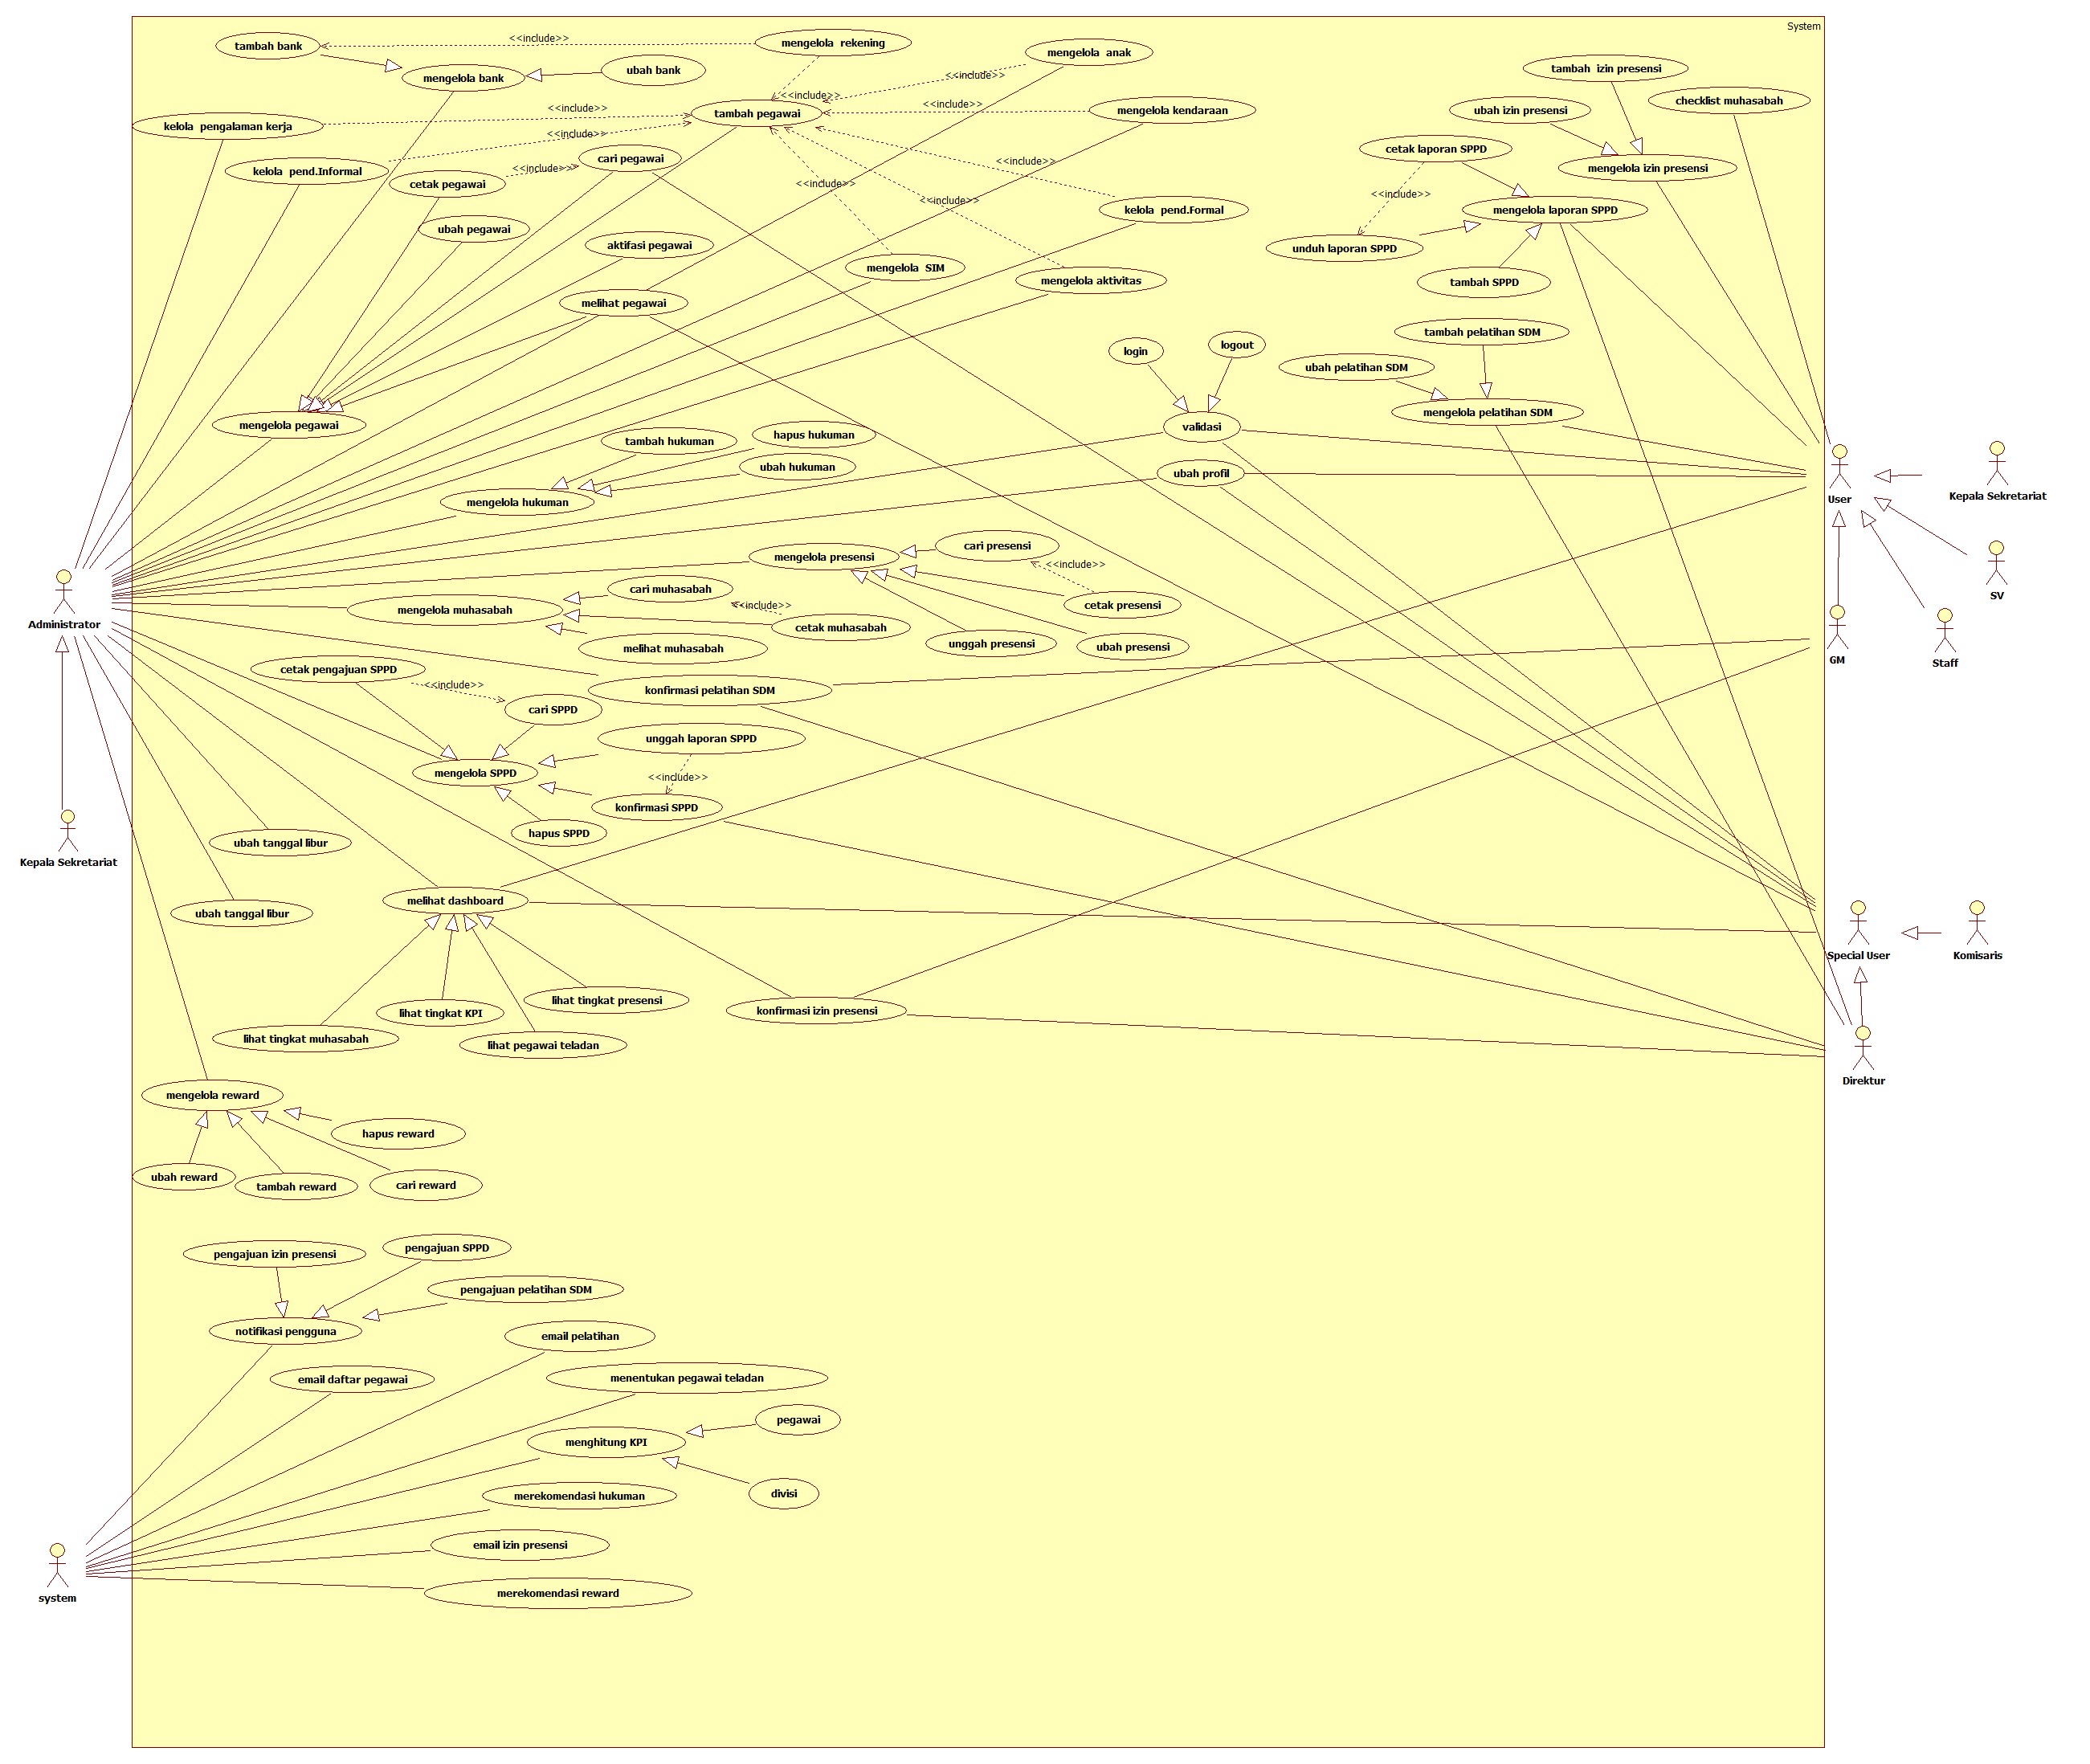 System
tambah bank
<<include>>
mengelola  rekening
mengelola  anak
mengelola bank
ubah bank
<<include>>
tambah  izin presensi
checklist muhasabah
<<include>>
<<include>>
<<include>>
kelola  pengalaman kerja
tambah pegawai
mengelola kendaraan
ubah izin presensi
<<include>>
cetak laporan SPPD
kelola  pend.Informal
<<include>>
cari pegawai
<<include>>
mengelola izin presensi
cetak pegawai
<<include>>
<<include>>
<<include>>
kelola  pend.Formal
mengelola laporan SPPD
ubah pegawai
aktifasi pegawai
unduh laporan SPPD
mengelola  SIM
mengelola aktivitas
tambah SPPD
melihat pegawai
tambah pelatihan SDM
login
logout
ubah pelatihan SDM
mengelola pegawai
mengelola pelatihan SDM
validasi
tambah hukuman
hapus hukuman
ubah hukuman
ubah profil
mengelola hukuman
User
Kepala Sekretariat
mengelola presensi
cari presensi
<<include>>
cari muhasabah
SV
mengelola muhasabah
<<include>>
cetak presensi
Administrator
cetak muhasabah
melihat muhasabah
unggah presensi
ubah presensi
GM
Staff
cetak pengajuan SPPD
<<include>>
konfirmasi pelatihan SDM
cari SPPD
unggah laporan SPPD
mengelola SPPD
<<include>>
konfirmasi SPPD
hapus SPPD
ubah tanggal libur
Kepala Sekretariat
melihat dashboard
ubah tanggal libur
Special User
Komisaris
lihat tingkat presensi
lihat tingkat KPI
konfirmasi izin presensi
lihat tingkat muhasabah
lihat pegawai teladan
Direktur
mengelola reward
hapus reward
ubah reward
tambah reward
cari reward
pengajuan izin presensi
pengajuan SPPD
pengajuan pelatihan SDM
notifikasi pengguna
email pelatihan
email daftar pegawai
menentukan pegawai teladan
pegawai
menghitung KPI
merekomendasi hukuman
divisi
email izin presensi
merekomendasi reward
system